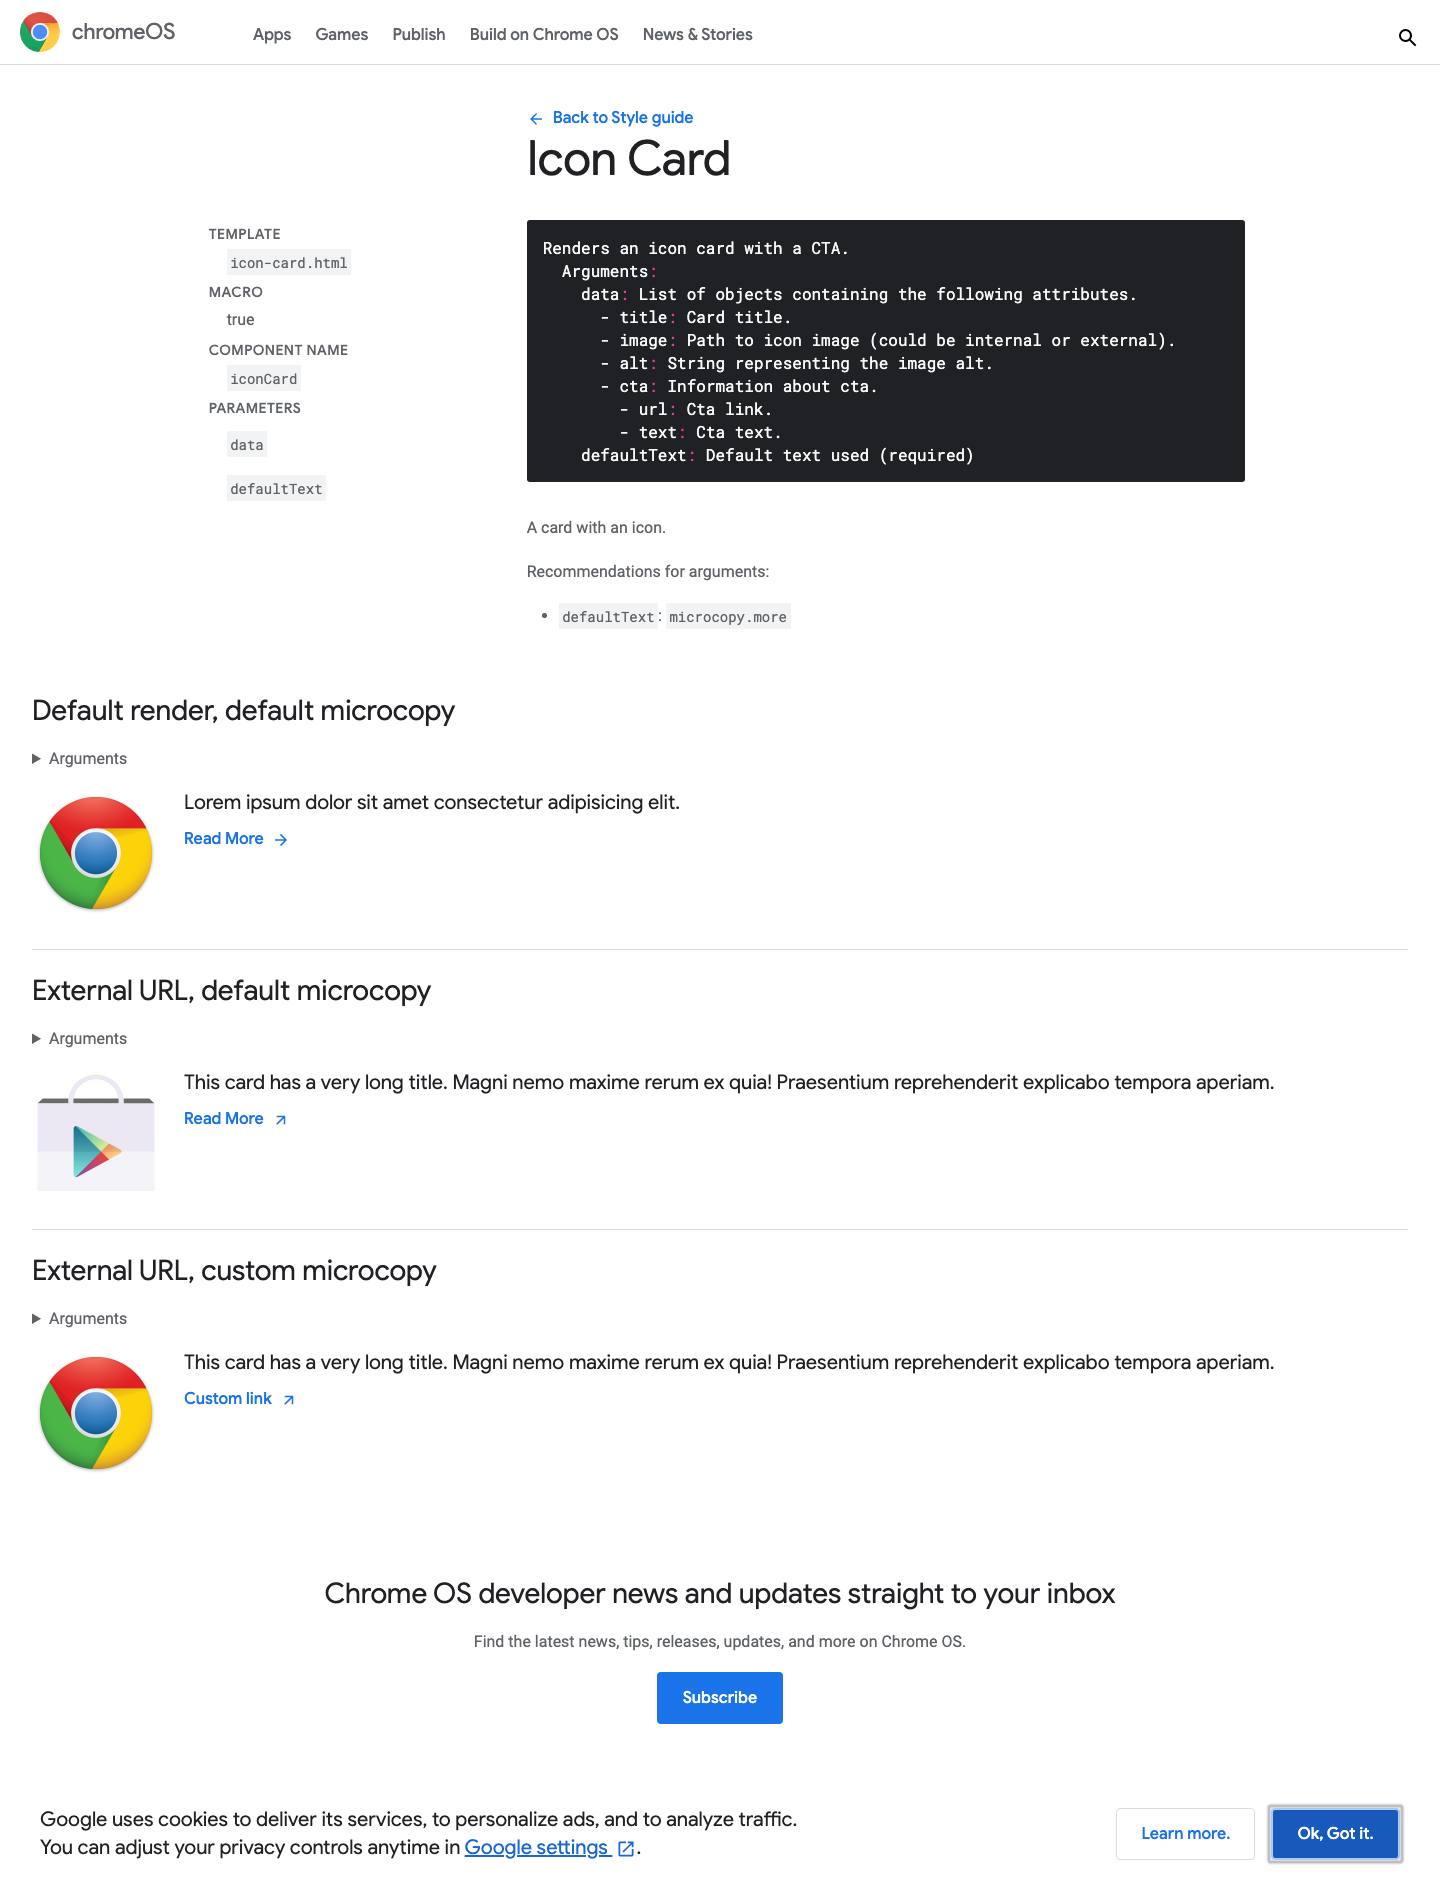 chromeOS
Apps Games Publish Build on Chrome OS News & Stories
Back to Style guide
Icon Card
TEMPLATE
icon-card.html
MACRO
true
COMPONENT NAME
iconCard
PARAMETERS
data
defaultText
Renders an icon card with a CTA.
Arguments:
data: List of objects containing the following attributes.
- title: Card title.
- image: Path to icon image (could be internal or external).
- alt: String representing the image alt.
- cta: Information about cta.
- url: Cta link.
- text: Cta text.
defaultText: Default text used (required)
A card with an icon.
Recommendations for arguments:
• defaultText: microcopy.more
Default render, default microcopy
Arguments
Lorem ipsum dolor sit amet consectetur adipisicing elit.
Read More
External URL, default microcopy
Arguments
This card has a very long title. Magni nemo maxime rerum ex quia! Praesentium reprehenderit explicabo tempora aperiam.
Read More
External URL, custom microcopy
Arguments
This card has a very long title. Magni nemo maxime rerum ex quia! Praesentium reprehenderit explicabo tempora aperiam.
Custom link
Chrome OS developer news and updates straight to your inbox
Find the latest news, tips, releases, updates, and more on Chrome OS.
Subscribe
Google uses cookies to deliver its services, to personalize ads, and to analyze traffic.
You can adjust your privacy controls anytime in Google settings .
Learn more.
Ok, Got it.